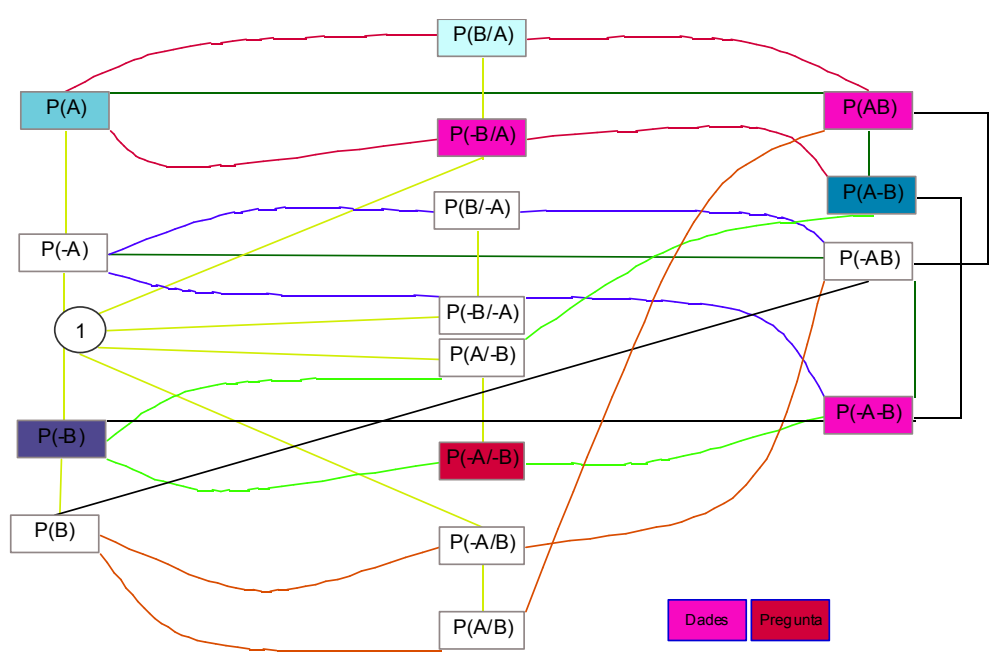 P(B/A)
P(A)
P(AB)
P(-B/A)
P(A-B)
P(B/-A)
P(-A)
P(-AB)
P(-B/-A)
1
P(A/-B)
P(-A-B)
P(-B)
P(-A/-B)
P(B)
P(-A/B)
P(A/B)
Dades
Pregunta